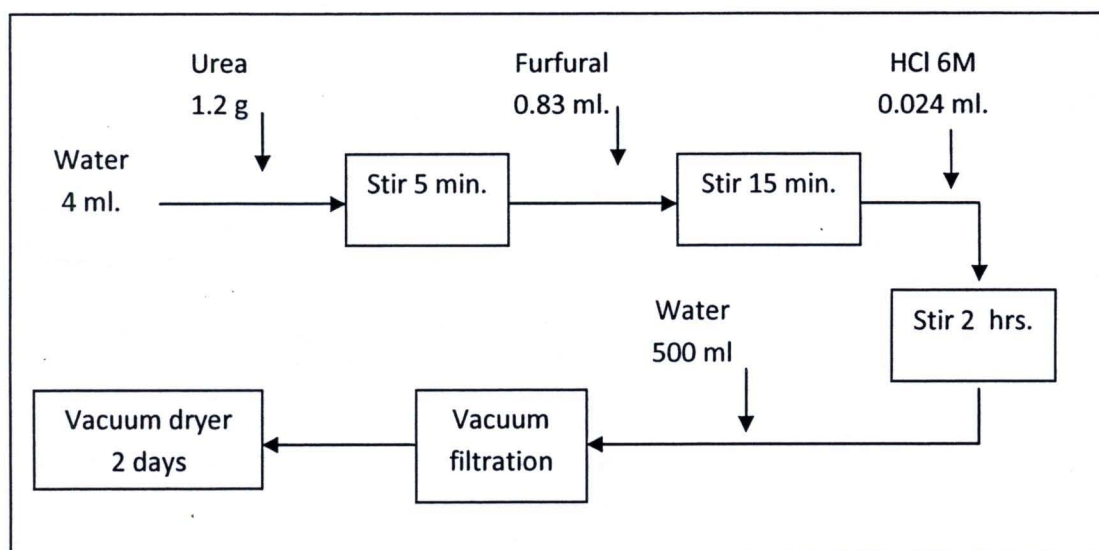 Urea
1.2 g
Furfural
0.83 ml.
HCl 6M
0.024 ml.
Water
4 ml.
Stir 5 min.
Stir 15 min.
Stir 2 hrs.
Water
500 ml
Vacuum
filtration
Vacuum dryer
2 days